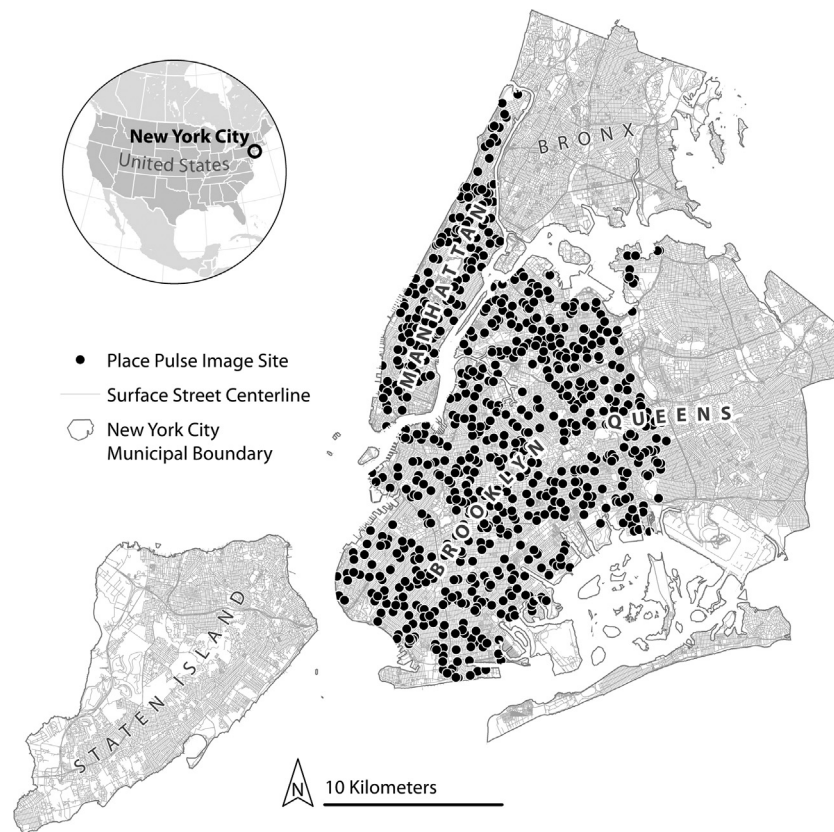 New York City
United States
BRONX
MANHATTAN
Place Pulse Image Site
Surface Street Centerline
New York City
Municipal Boundary
QUEENS
BROOKLYN
STATEN ISLAND
N
10 Kilometers